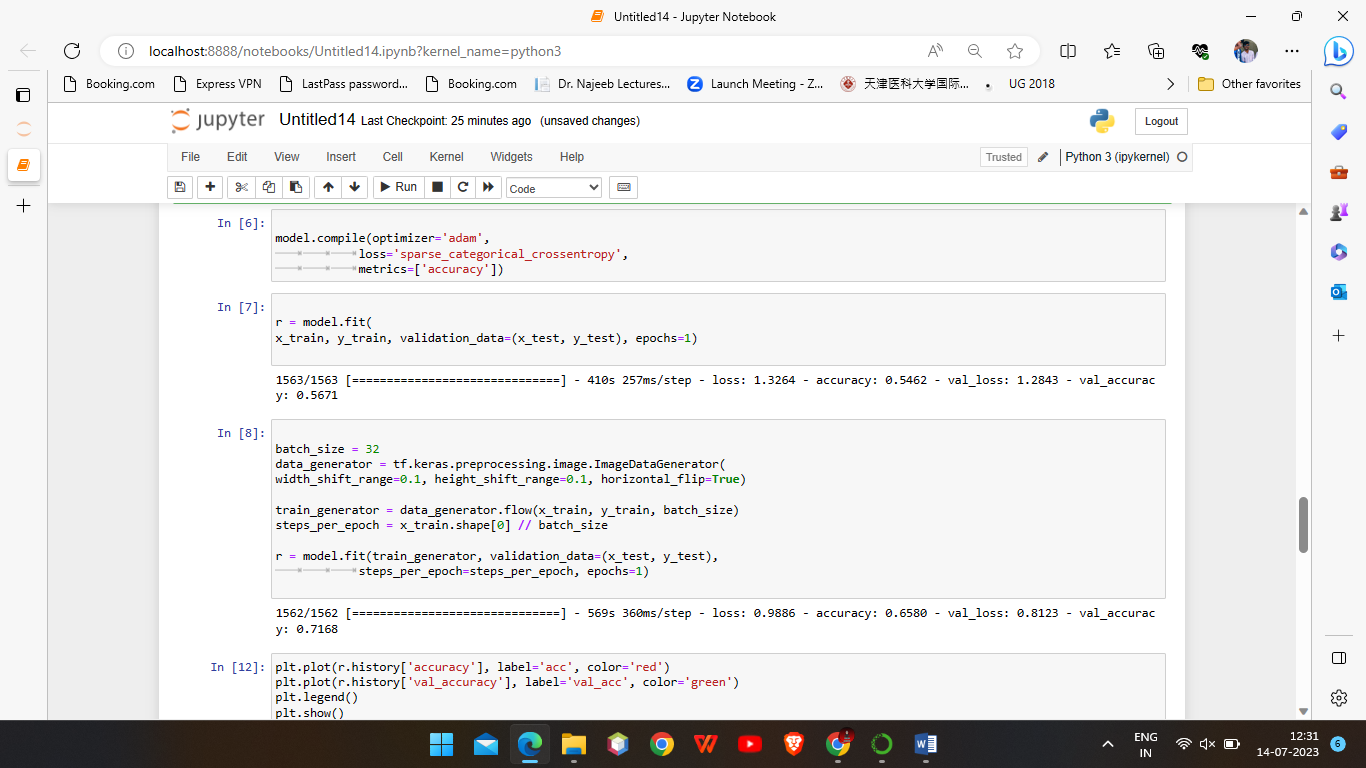 Untitled14 - Jupyter Notebook
localhost:8888/notebooks/Untitled14.ipynb?kernel_name=python3
Booking.com Express VPN LastPass password... Booking.com Dr. Najeeb Lectures... Launch Meeting - Z... 天津医科大学国际... UG 2018 Other favorites
jupyter Untitled14 Last Checkpoint: 25 minutes ago (unsaved changes) Logout
File Edit View Insert Cell Kernel Widgets Help Trusted Python 3 (ipykernel)
Run Code
In [6]:
model.compile(optimizer='adam',
loss='sparse_categorical_crossentropy',
metrics=['accuracy'])
In [7]:
r = model.fit(
x_train, y_train, validation_data=(x_test, y_test), epochs=1)
1563/1563 [==============================] - 410s 257ms/step - loss: 1.3264 - accuracy: 0.5462 - val_loss: 1.2843 - val_accurac
y: 0.5671
In [8]:
batch_size = 32
data_generator = tf.keras.preprocessing.image.ImageDataGenerator(
width_shift_range=0.1, height_shift_range=0.1, horizontal_flip=True)
train_generator = data_generator.flow(x_train, y_train, batch_size)
steps_per_epoch = x_train.shape[0] // batch_size
r = model.fit(train_generator, validation_data=(x_test, y_test),
steps_per_epoch=steps_per_epoch, epochs=1)
1562/1562 [==============================] - 569s 360ms/step - loss: 0.9886 - accuracy: 0.6580 - val_loss: 0.8123 - val_accurac
y: 0.7168
In [12]: plt.plot(r.history['accuracy'], label='acc', color='red')
plt.plot(r.history['val_accuracy'], label='val_acc', color='green')
plt.legend()
plt.show()
ENG 12:31
IN 14-07-2023 6